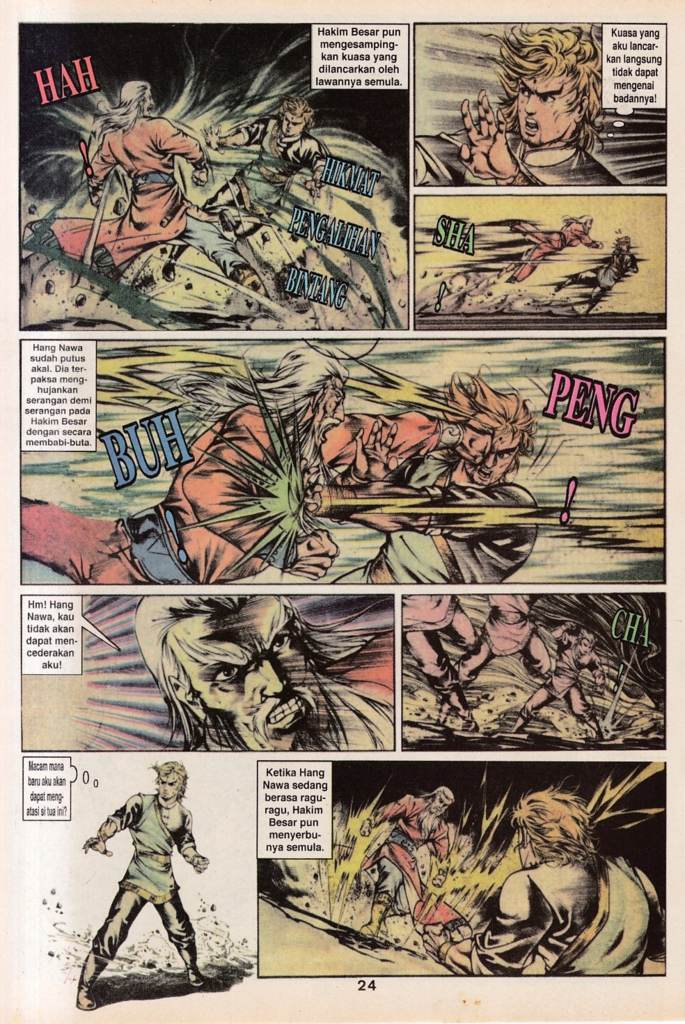 HAH
!
Hakim Besar pun
mengesamping-
kan kuasa yang
dilancarkan oleh
lawannya semula.
HIKMAT
PENGALIHAN
BINTANG
Kuasa yang
aku lancar-
kan langsung
tidak dapat
mengenai
badannya!
SHA
!
Hang Nawa
sudah putus
akal. Dia ter-
paksa meng-
hujankan
serangan demi
serangan pada
Hakim Besar
dengan secara
membabi-buta.
BUH
!
PENG
!
Hm! Hang
Nawa, kau
tidak akan
dapat men-
cederakan
aku!
CHA
!
Macam mana
baru aku akan
dapat meng-
atasi si tua ini?
Ketika Hang
Nawa sedang
berasa ragu-
ragu, Hakim
Besar pun
menyerbu-
nya semula.
24